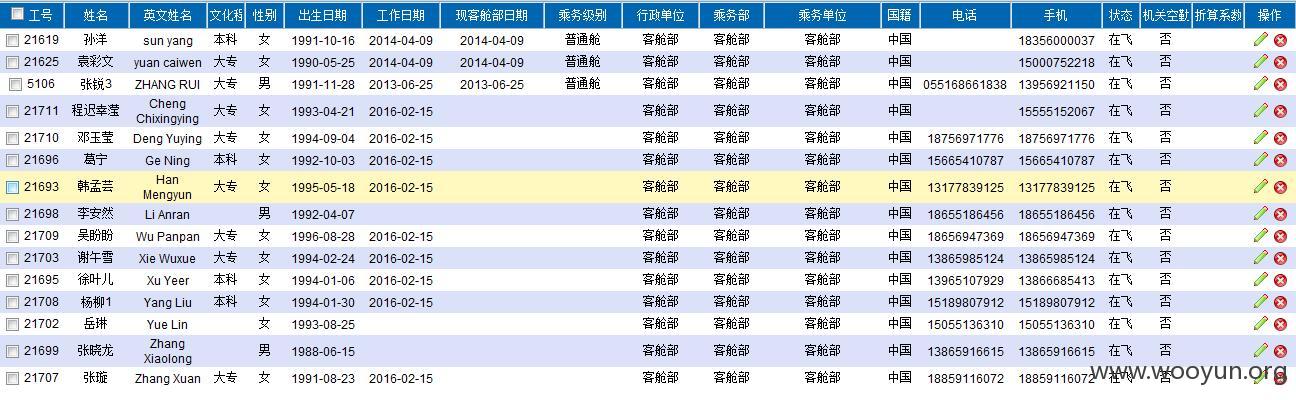 工号 姓名 英文姓名 文化程 性别 出生日期 工作日期 现客舱部日期 乘务级别 行政单位 乘务部 乘务单位 国籍 电话 手机 状态 机关空勤 折算系数 操作
21619 孙洋 sun yang 本科 女 1991-10-16 2014-04-09 2014-04-09 普通舱 客舱部 客舱部 客舱部 中国 18356000037 在飞 否
21625 袁彩文 yuan caiwen 大专 女 1990-05-25 2014-04-09 2014-04-09 普通舱 客舱部 客舱部 客舱部 中国 15000752218 在飞 否
5106 张锐3 ZHANG RUI 大专 男 1991-11-28 2013-06-25 2013-06-25 普通舱 客舱部 客舱部 客舱部 中国 055168661838 13956921150 在飞 否
21711 程迟幸滢 Cheng Chixingying 大专 女 1993-04-21 2016-02-15 客舱部 客舱部 客舱部 中国 15555152067 在飞 否
21710 邓玉莹 Deng Yuying 大专 女 1994-09-04 2016-02-15 客舱部 客舱部 客舱部 中国 18756971776 18756971776 在飞 否
21696 葛宁 Ge Ning 本科 女 1992-10-03 2016-02-15 客舱部 客舱部 客舱部 中国 15665410787 15665410787 在飞 否
21693 韩孟芸 Han Mengyun 大专 女 1995-05-18 2016-02-15 客舱部 客舱部 客舱部 中国 13177839125 13177839125 在飞 否
21698 李安然 Li Anran 男 1992-04-07 客舱部 客舱部 客舱部 中国 18655186456 18655186456 在飞 否
21709 吴盼盼 Wu Panpan 大专 女 1996-08-28 2016-02-15 客舱部 客舱部 客舱部 中国 18656947369 18656947369 在飞 否
21703 谢午雪 Xie Wuxue 大专 女 1994-02-24 2016-02-15 客舱部 客舱部 客舱部 中国 13865985124 13865985124 在飞 否
21695 徐叶儿 Xu Yeer 本科 女 1994-01-06 2016-02-15 客舱部 客舱部 客舱部 中国 13965107929 13866685413 在飞 否
21708 杨柳1 Yang Liu 本科 女 1994-01-30 2016-02-15 客舱部 客舱部 客舱部 中国 15189807912 15189807912 在飞 否
21702 岳琳 Yue Lin 女 1993-08-25 客舱部 客舱部 客舱部 中国 15055136310 15055136310 在飞 否
21699 张晓龙 Zhang Xiaolong 男 1988-06-15 客舱部 客舱部 客舱部 中国 13865916615 13865916615 在飞 否
21707 张璇 Zhang Xuan 大专 女 1991-08-23 2016-02-15 客舱部 客舱部 客舱部 中国 18859116072 18859116072 在飞 否
www.wooyun.org